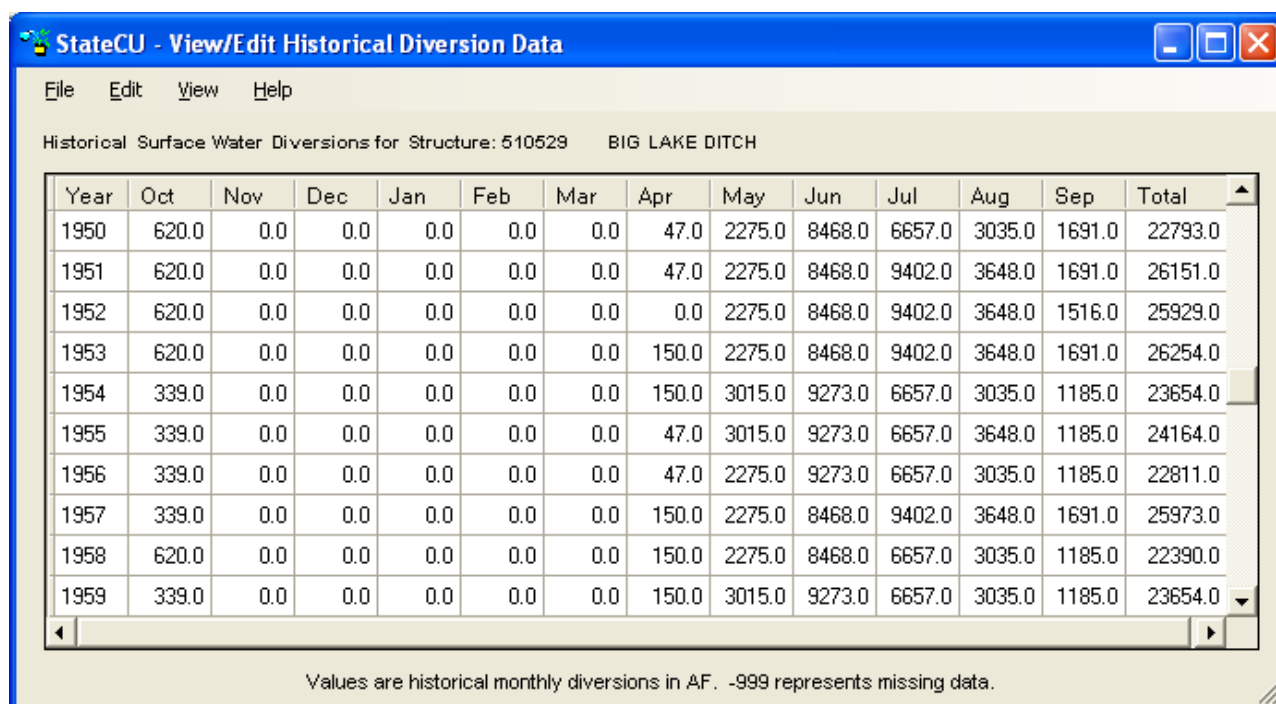 StateCU - View/Edit Historical Diversion Data
File Edit View Help
Historical Surface Water Diversions for Structure: 510529 BIG LAKE DITCH
Year Oct Nov Dec Jan Feb Mar Apr May Jun Jul Aug Sep Total
1950 620.0 0.0 0.0 0.0 0.0 0.0 47.0 2275.0 8468.0 6657.0 3035.0 1691.0 22793.0
1951 620.0 0.0 0.0 0.0 0.0 0.0 47.0 2275.0 8468.0 9402.0 3648.0 1691.0 26151.0
1952 620.0 0.0 0.0 0.0 0.0 0.0 0.0 2275.0 8468.0 9402.0 3648.0 1516.0 25929.0
1953 620.0 0.0 0.0 0.0 0.0 0.0 150.0 2275.0 8468.0 9402.0 3648.0 1691.0 26254.0
1954 339.0 0.0 0.0 0.0 0.0 0.0 150.0 3015.0 9273.0 6657.0 3035.0 1185.0 23654.0
1955 339.0 0.0 0.0 0.0 0.0 0.0 47.0 3015.0 9273.0 6657.0 3648.0 1185.0 24164.0
1956 339.0 0.0 0.0 0.0 0.0 0.0 47.0 2275.0 9273.0 6657.0 3035.0 1185.0 22811.0
1957 339.0 0.0 0.0 0.0 0.0 0.0 150.0 2275.0 8468.0 9402.0 3648.0 1691.0 25973.0
1958 620.0 0.0 0.0 0.0 0.0 0.0 150.0 2275.0 8468.0 6657.0 3035.0 1185.0 22390.0
1959 339.0 0.0 0.0 0.0 0.0 0.0 150.0 3015.0 9273.0 6657.0 3035.0 1185.0 23654.0
Values are historical monthly diversions in AF. -999 represents missing data.